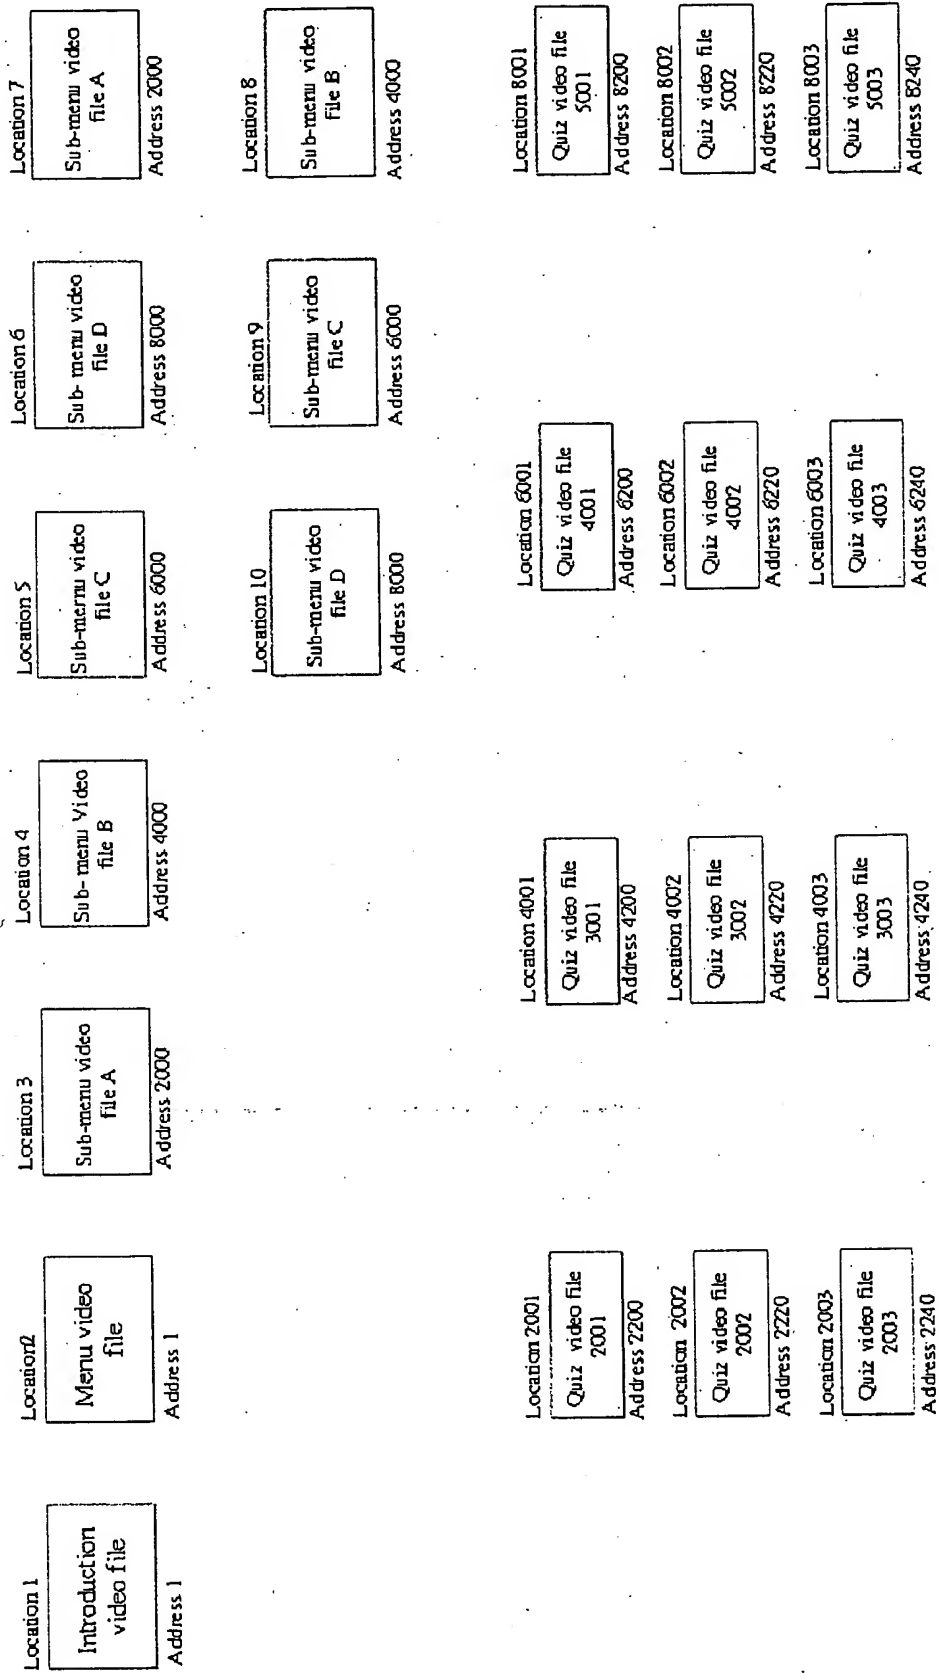 Location 1
Introduction
video file
Address 1
Location2
Menu video
file
Address 1
Location 3
Sub-menu video
file A
Address 2000
Location 4
Sub-menu Video
file B
Address 4000
Location 5
Sub-menu video
file C
Address 6000
Location 6
Sub-menu video
file D
Address 8000
Location 7
Sub-menu video
file A
Address 2000
Location 10
Sub-menu video
file D
Address 8000
Location 9
Sub-menu video
file C
Address 6000
Location 8
Sub-menu video
file B
Address 4000
Location 2001
Quiz video file
2001
Address 2200
Location 4001
Quiz video file
3001
Address 4200
Location 6001
Quiz video file
4001
Address 6200
Location 8001
Quiz video file
5001
Address 8200
Location 2002
Quiz video file
2002
Address 2220
Location 4002
Quiz video file
3002
Address 4220
Location 6002
Quiz video file
4002
Address 6220
Location 8002
Quiz video file
5002
Address 8220
Location 2003
Quiz video file
2003
Address 2240
Location 4003
Quiz video file
3003
Address 4240
Location 6003
Quiz video file
4003
Address 6240
Location 8003
Quiz video file
5003
Address 8240